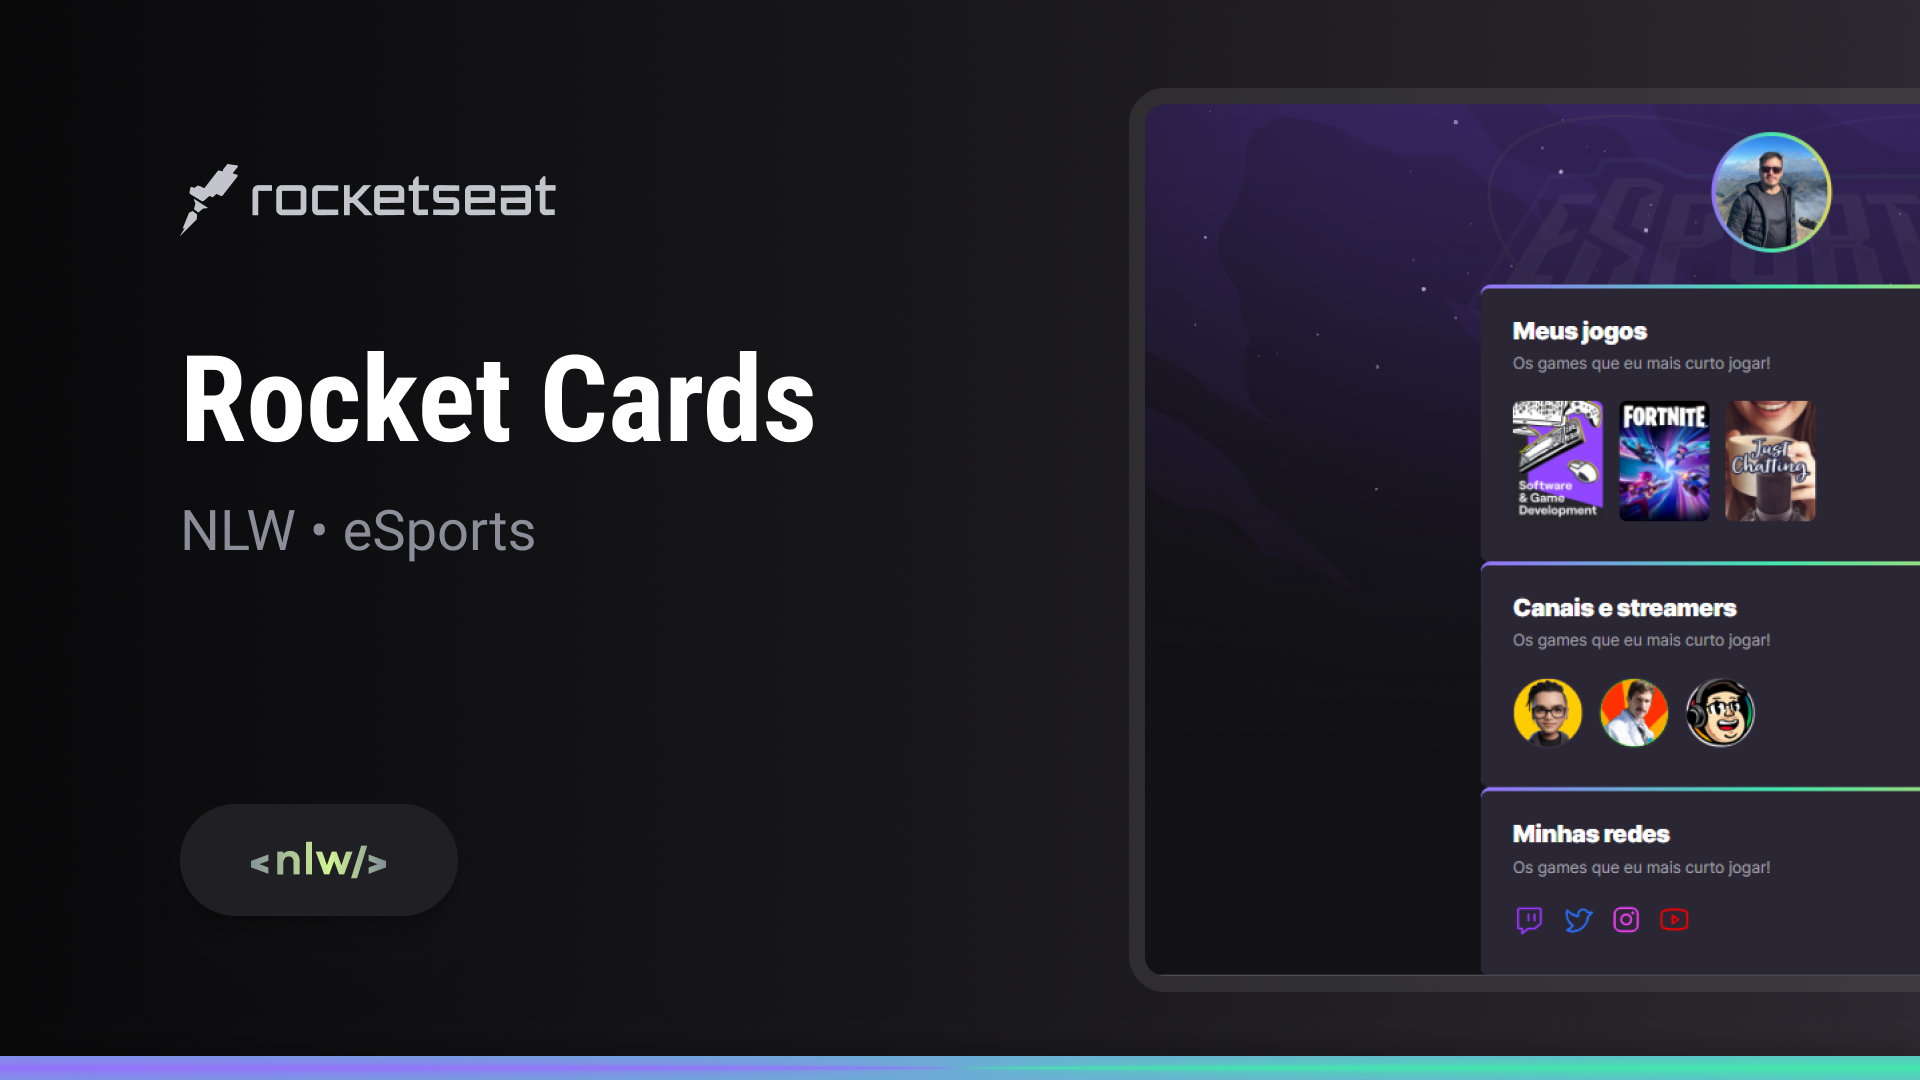 rocketseat
Rocket Cards
NLW • eSports
<nlw/>
ESPORT
Meus jogos
Os games que eu mais curto jogar!
Software
& Game
Development
FORTNITE
Just
Chatting
Canais e streamers
Os games que eu mais curto jogar!
Minhas redes
Os games que eu mais curto jogar!